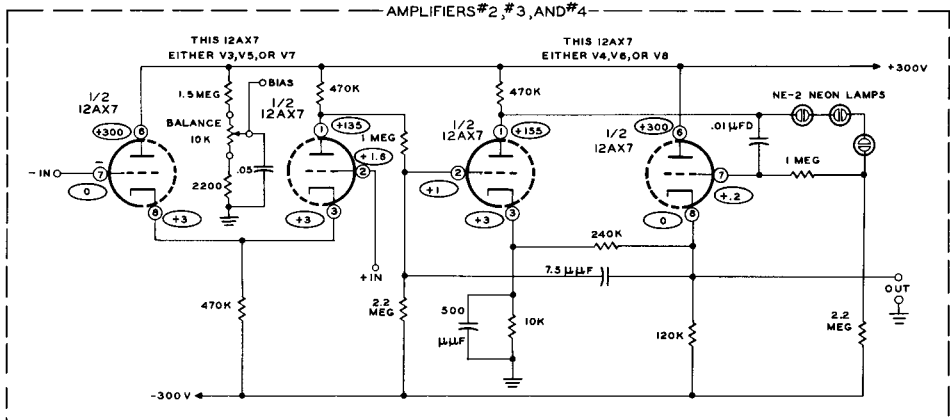 AMPLIFIERS #2, #3, AND #4
THIS 12AX7
EITHER V3, V5, OR V7
THIS 12AX7
EITHER V4, V6, OR V8
+300V
1.5 MEG
BIAS
470K
470K
NE-2 NEON LAMPS
1/2
12AX7
BALANCE
10K
1/2
12AX7
1/2
12AX7
1/2
12AX7
+300
6
1
+135
1 MEG
1
+155
+300
6
.01 μFD
-IN
7
0
.05
2200
2
+1.6
2
+1
7
+.2
1 MEG
8
+3
3
+3
3
+3
8
0
+IN
240K
7.5 μμF
OUT
470K
2.2
MEG
500
μμF
10K
120K
2.2
MEG
-300V